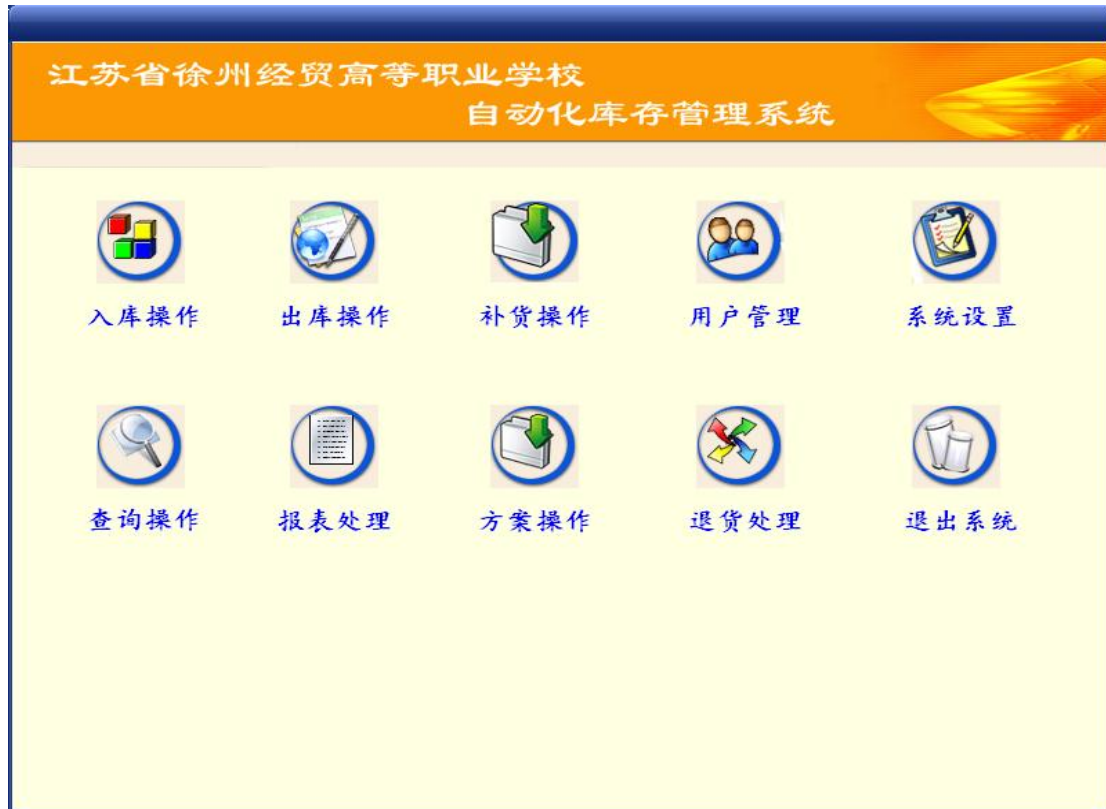 江苏省徐州经贸高等职业学校
自动化库存管理系统
入库操作 出库操作 补货操作 用户管理 系统设置
查询操作 报表处理 方案操作 退货处理 退出系统